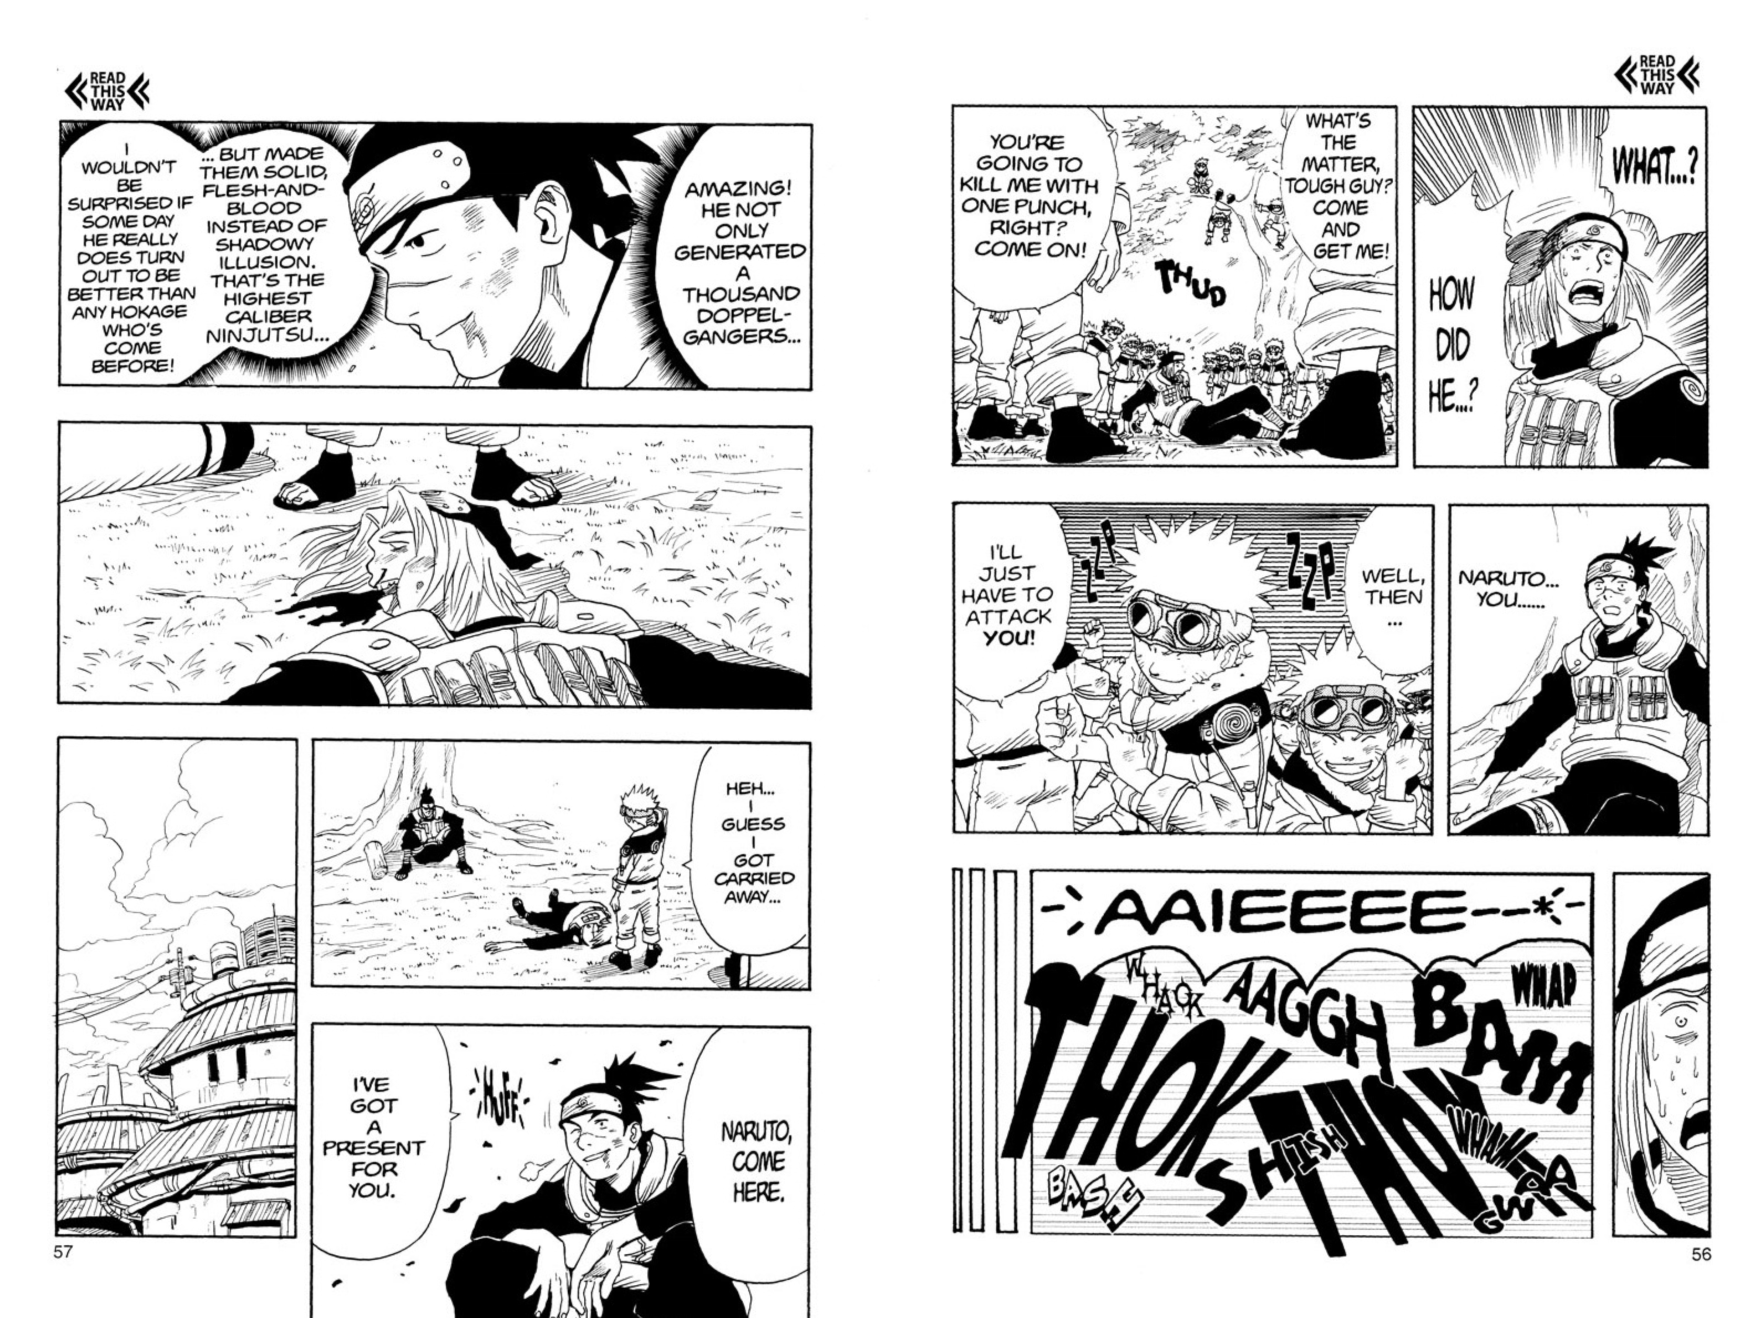 READ
THIS
WAY
WHAT...?
HOW
DID
HE...?
WHAT'S
THE
MATTER,
TOUGH GUY?
COME
AND
GET ME!
THUD
YOU'RE
GOING TO
KILL ME WITH
ONE PUNCH,
RIGHT?
COME ON!
NARUTO...
YOU......
WELL,
THEN
...
ZZP
ZZP
I'LL
JUST
HAVE TO
ATTACK
YOU!
AAIEEEEE--*-
WHACK
AAGGH
BAM
WHAP
THOK
SHISH
THOK
BASH
56
READ
THIS
WAY
AMAZING!
HE NOT
ONLY
GENERATED
A
THOUSAND
DOPPEL-
GANGERS...
... BUT MADE
THEM SOLID,
FLESH-AND-
BLOOD
INSTEAD OF
SHADOWY
ILLUSION.
THAT'S THE
HIGHEST
CALIBER
NINJUTSU...
I
WOULDN'T
BE
SURPRISED IF
SOME DAY
HE REALLY
DOES TURN
OUT TO BE
BETTER THAN
ANY HOKAGE
WHO'S
COME
BEFORE!
HEH...
I
GUESS
I
GOT
CARRIED
AWAY...
NARUTO,
COME
HERE.
HUFF
I'VE
GOT
A
PRESENT
FOR
YOU.
57